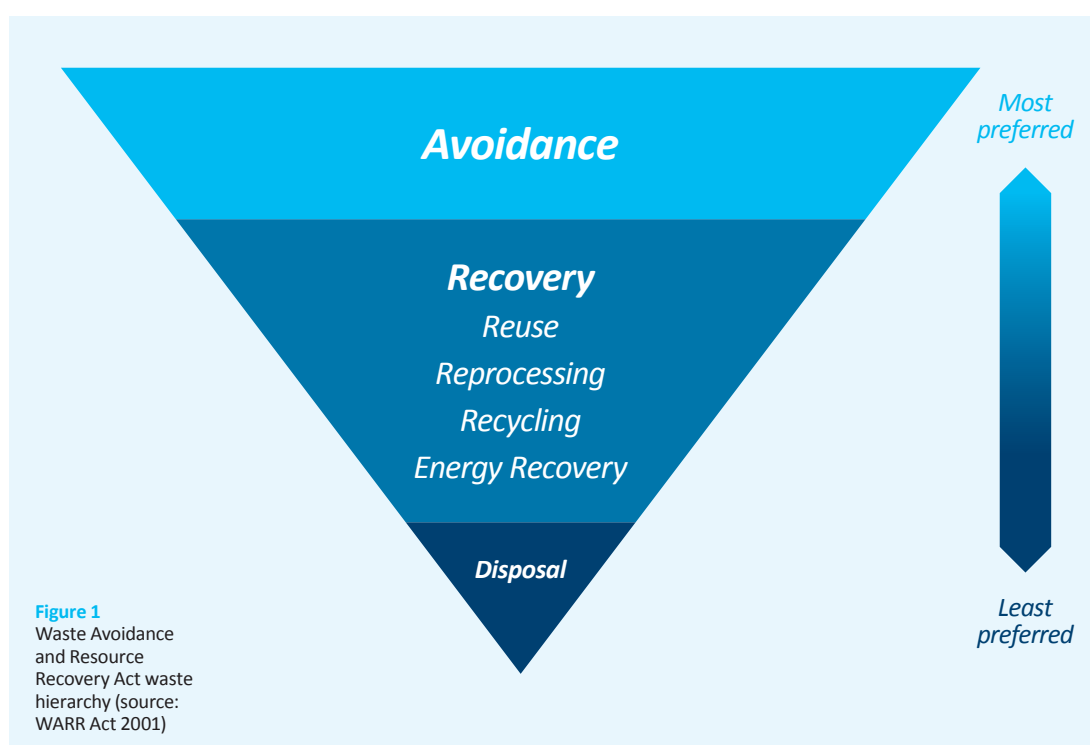 Avoidance
Most
preferred
Recovery
Reuse
Reprocessing
Recycling
Energy Recovery
Disposal
Least
preferred
Figure 1
Waste Avoidance
and Resource
Recovery Act waste
hierarchy (source:
WARR Act 2001)